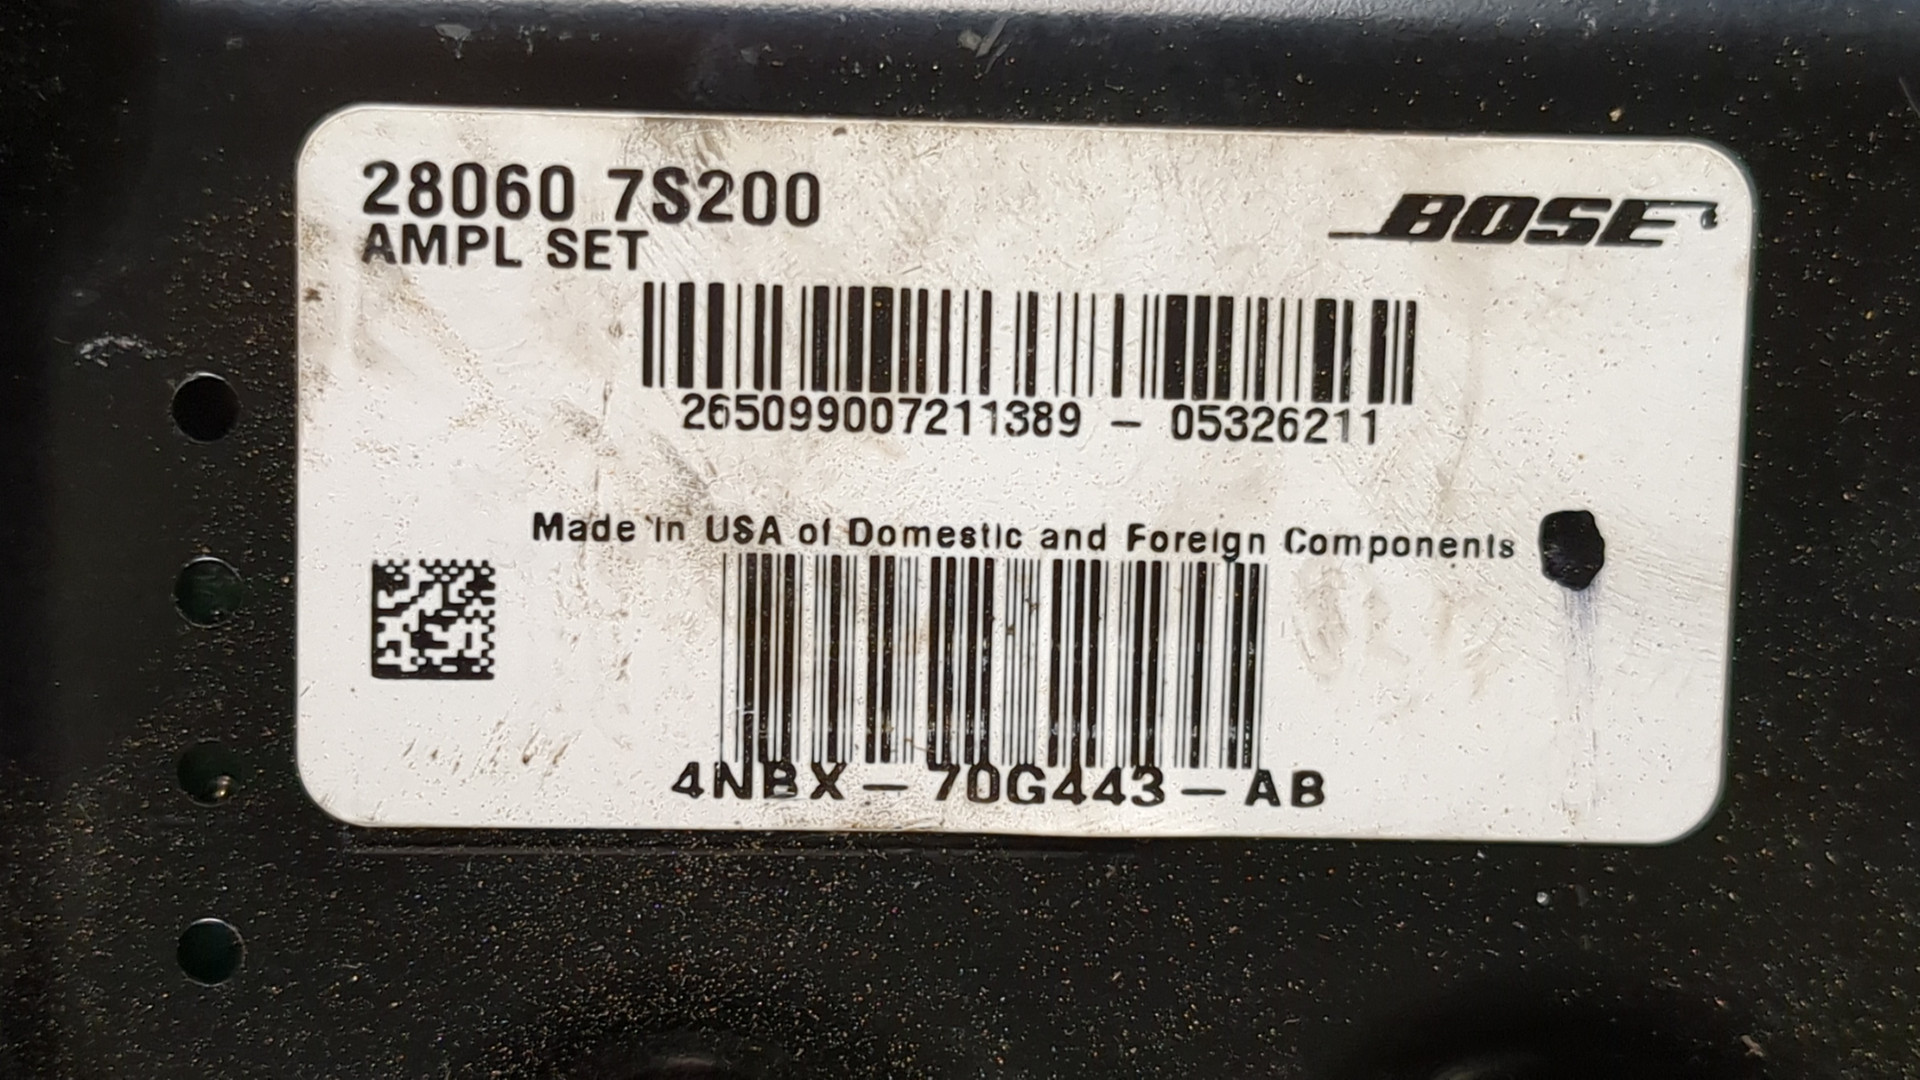 28060 7S200
AMPL SET
BOSE
265099007211389 - 05326211
Made in USA of Domestic and Foreign Components
4NBX-70G443-AB